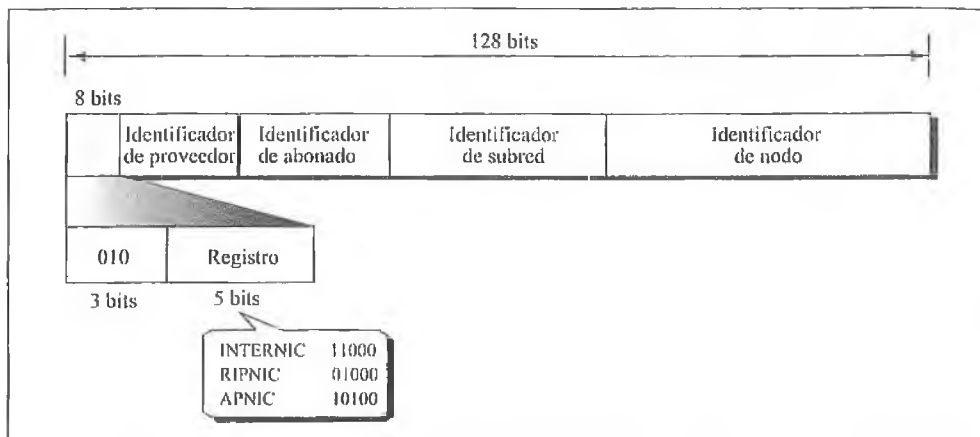 128 bits
8 bits
Identificador de proveedor
Identificador de abonado
Identificador de subred
Identificador de nodo
010
Registro
3 bits
5 bits
INTERNIC 11000
RIPNIC 01000
APNIC 10100